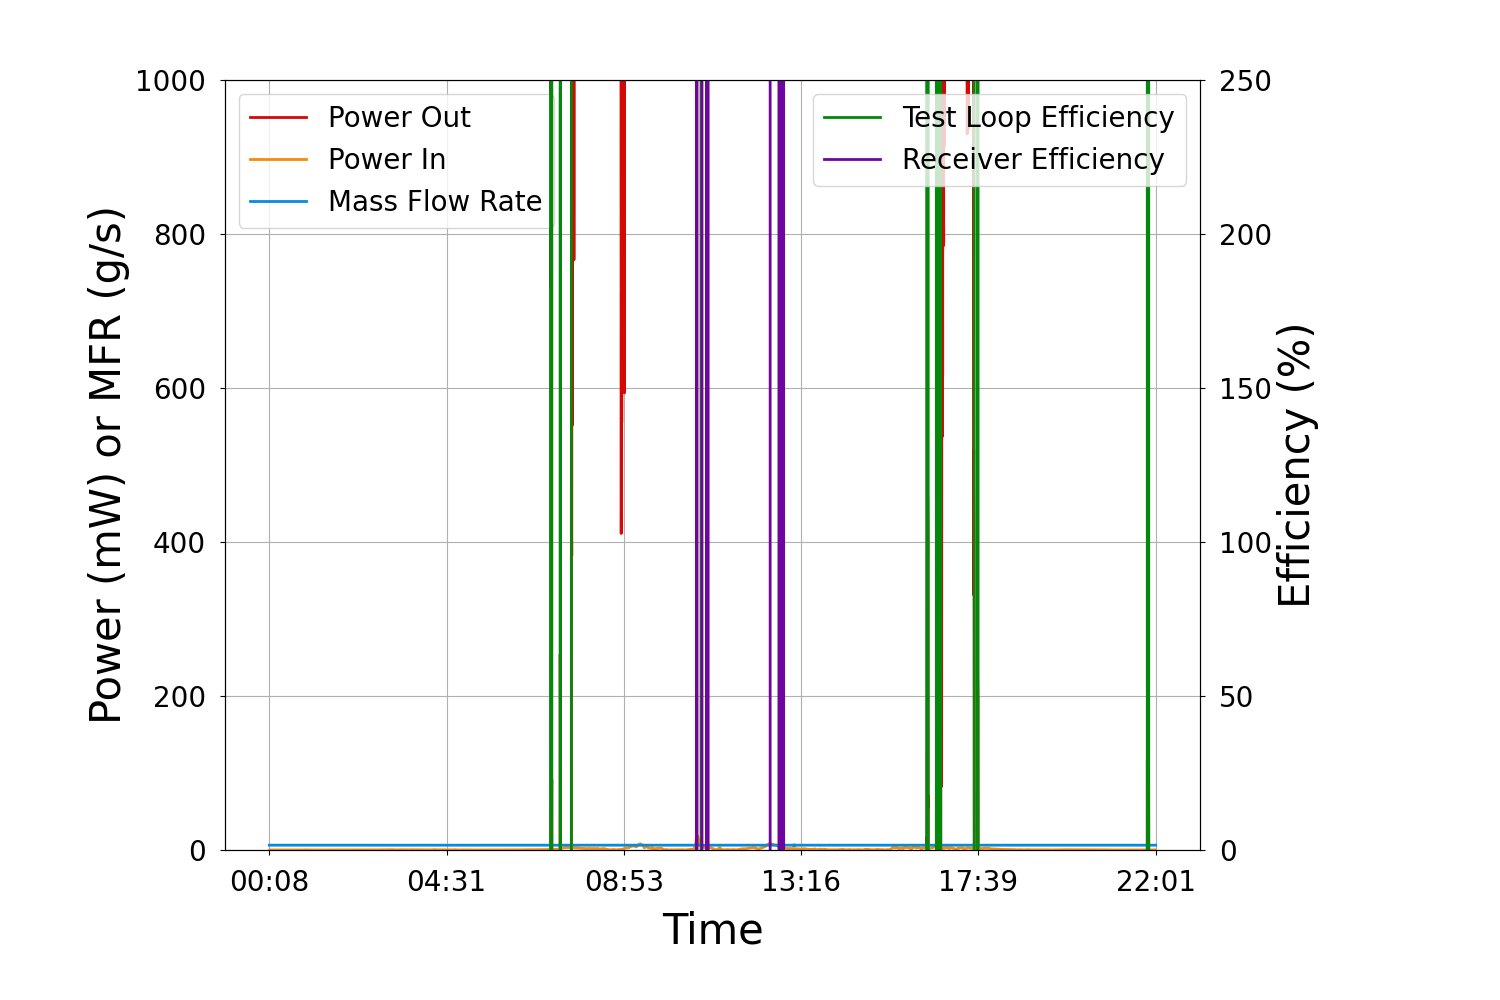 1000
800
600
400
200
0
Power (mW) or MFR (g/s)
Power Out
Power In
Mass Flow Rate
Test Loop Efficiency
Receiver Efficiency
250
200
150
100
50
0
Efficiency (%)
00:08 04:31 08:53 13:16 17:39 22:01
Time